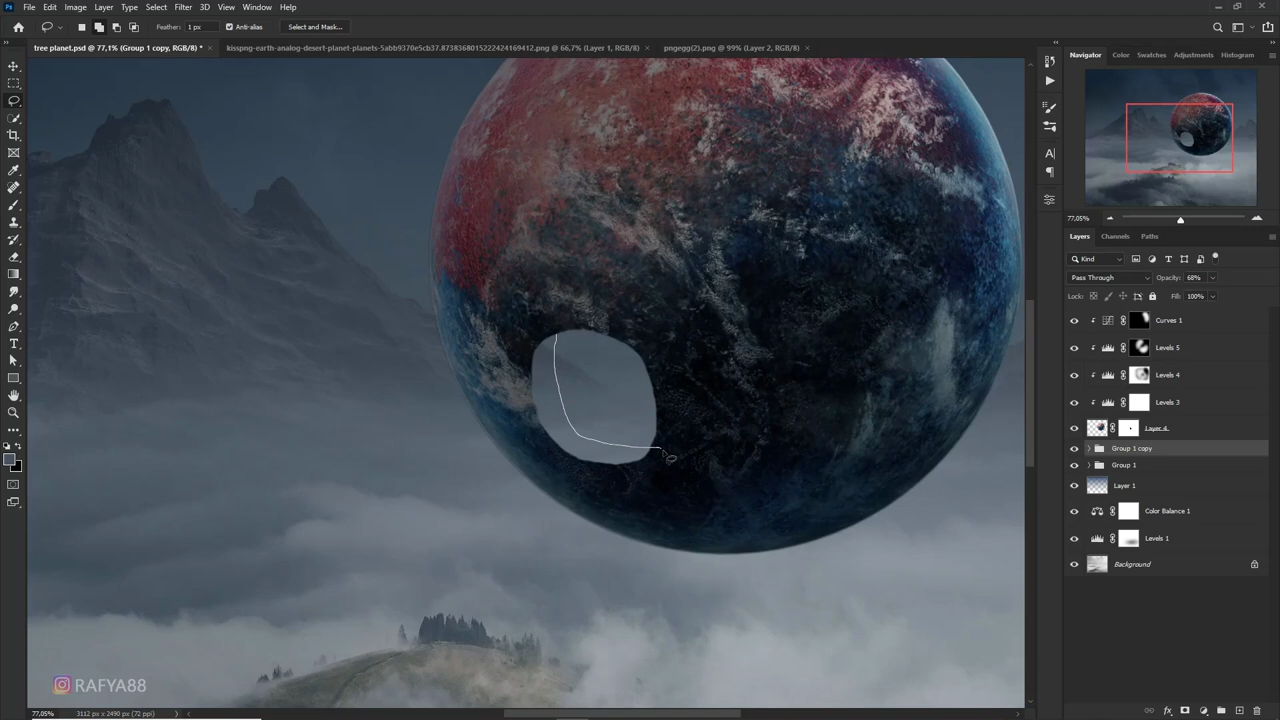 File Edit Image Layer Type Select Filter 3D View Window Help
Feather: 1 px Anti-alias Select and Mask...
tree planet.psd @ 77,1% (Group 1 copy, RGB/8) * kisspng-earth-analog-desert-planet-planets-5abb9370e5cb37.8738368015222424169412.png @ 66,7% (Layer 1, RGB/8) pngegg(2).png @ 99% (Layer 2, RGB/8)
Navigator Color Swatches Adjustments Histogram
77,05%
Layers Channels Paths
Kind
Pass Through Opacity: 68%
Lock: Fill: 100%
Curves 1
Levels 5
Levels 4
Levels 3
Layer 4
Group 1 copy
Group 1
Layer 1
Color Balance 1
Levels 1
Background
RAFYA88
77,05% 3112 px x 2490 px (72 ppi)